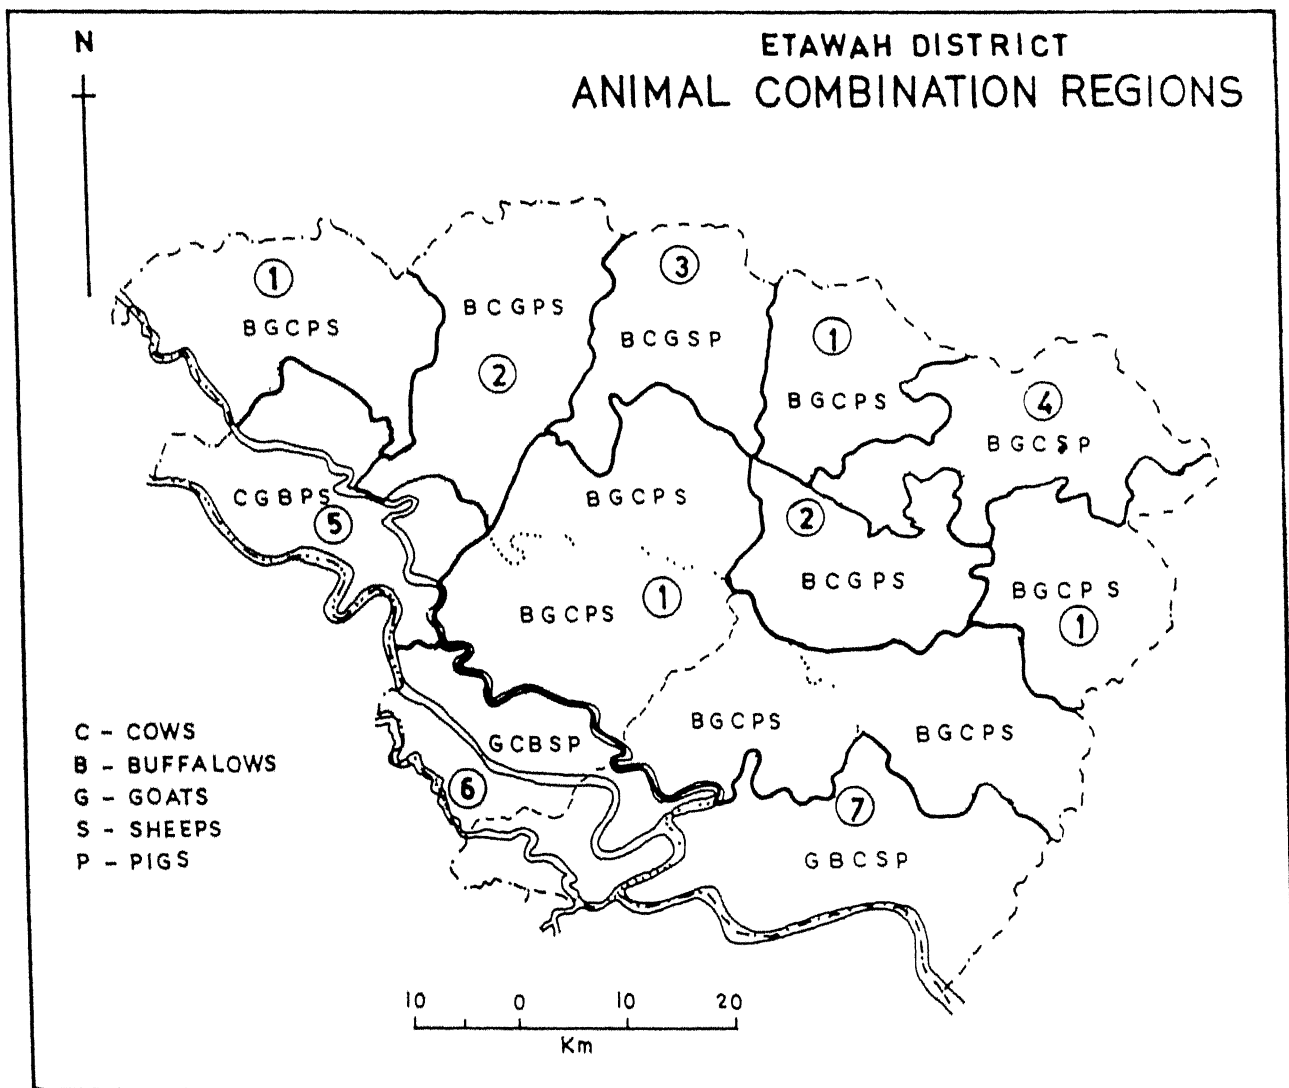 N
ETAWAH DISTRICT
ANIMAL COMBINATION REGIONS
1
BGCPS
BCGPS
2
3
BCGSP
1
BGCPS
4
BGCSP
CGBPS
5
BGCPS
BGCPS
1
2
BCGPS
BGCPS
1
GCBSP
6
BGCPS
BGCPS
7
GBCSP
C - COWS
B - BUFFALOWS
G - GOATS
S - SHEEPS
P - PIGS
10 0 10 20
Km